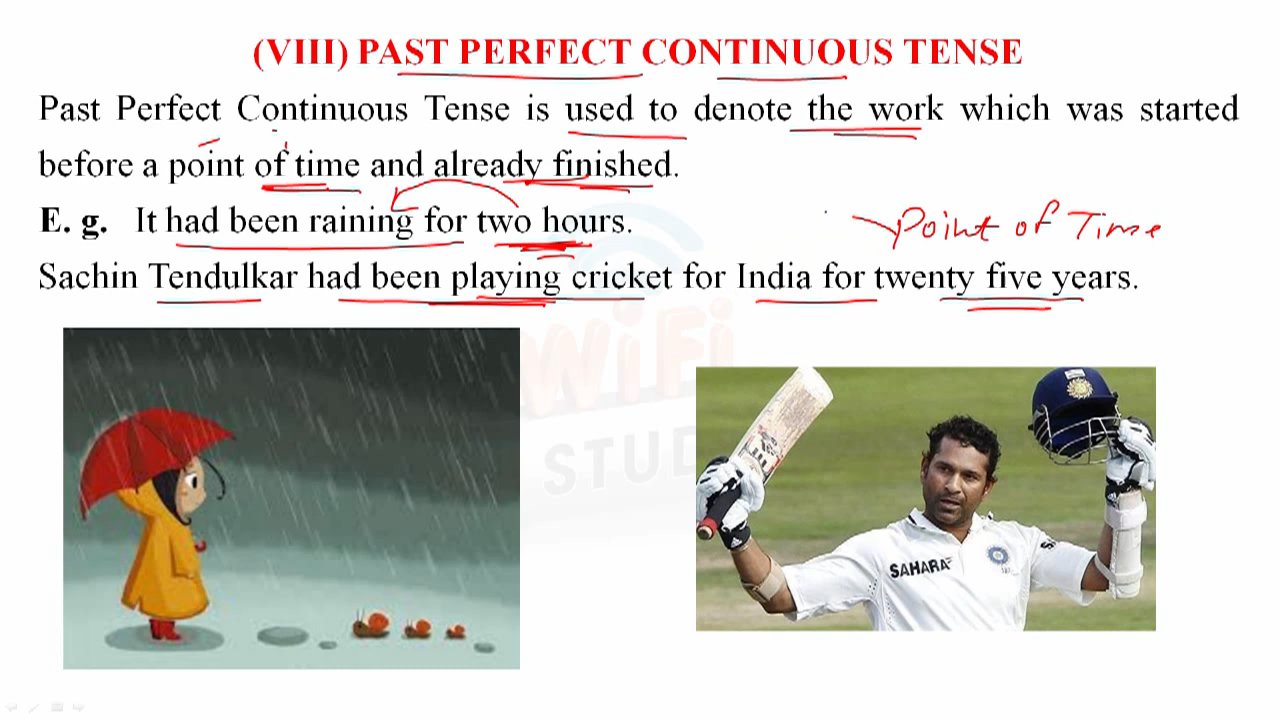 (VIII) PAST PERFECT CONTINUOUS TENSE
Past Perfect Continuous Tense is used to denote the work which was started
before a point of time and already finished.
E. g. It had been raining for two hours.
Point of Time
Sachin Tendulkar had been playing cricket for India for twenty five years.
WiFi
STUD
SAHARA